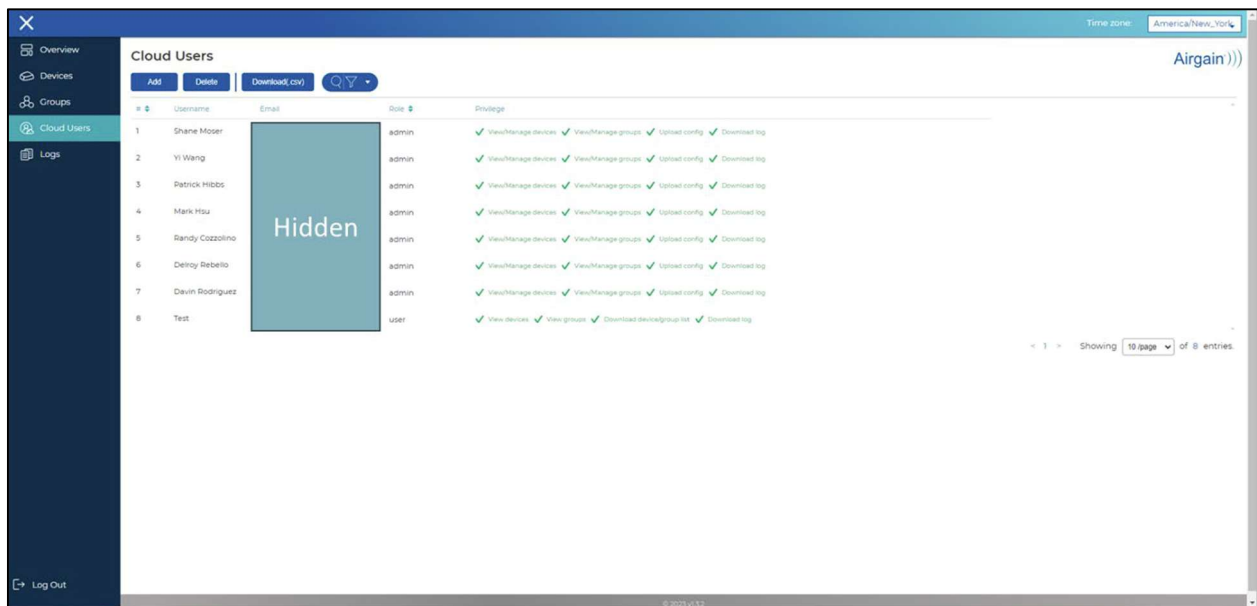 Time zone: America/New_York
Overview
Devices
Groups
Cloud Users
Logs
Log Out
Cloud Users
Airgain
Add Delete Download(.csv)
# Username Email Role Privilege
1 Shane Moser admin View/Manage devices View/Manage groups Upload config Download log
2 Yi Wang admin View/Manage devices View/Manage groups Upload config Download log
3 Patrick Hibbs admin View/Manage devices View/Manage groups Upload config Download log
4 Mark Hsu admin View/Manage devices View/Manage groups Upload config Download log
5 Randy Cozzolino admin View/Manage devices View/Manage groups Upload config Download log
6 Delroy Rebello admin View/Manage devices View/Manage groups Upload config Download log
7 Davin Rodriguez admin View/Manage devices View/Manage groups Upload config Download log
8 Test user View devices View groups Download device/group list Download log
Hidden
< 1 > Showing 10 /page of 8 entries.
© 2023 v1.3.2